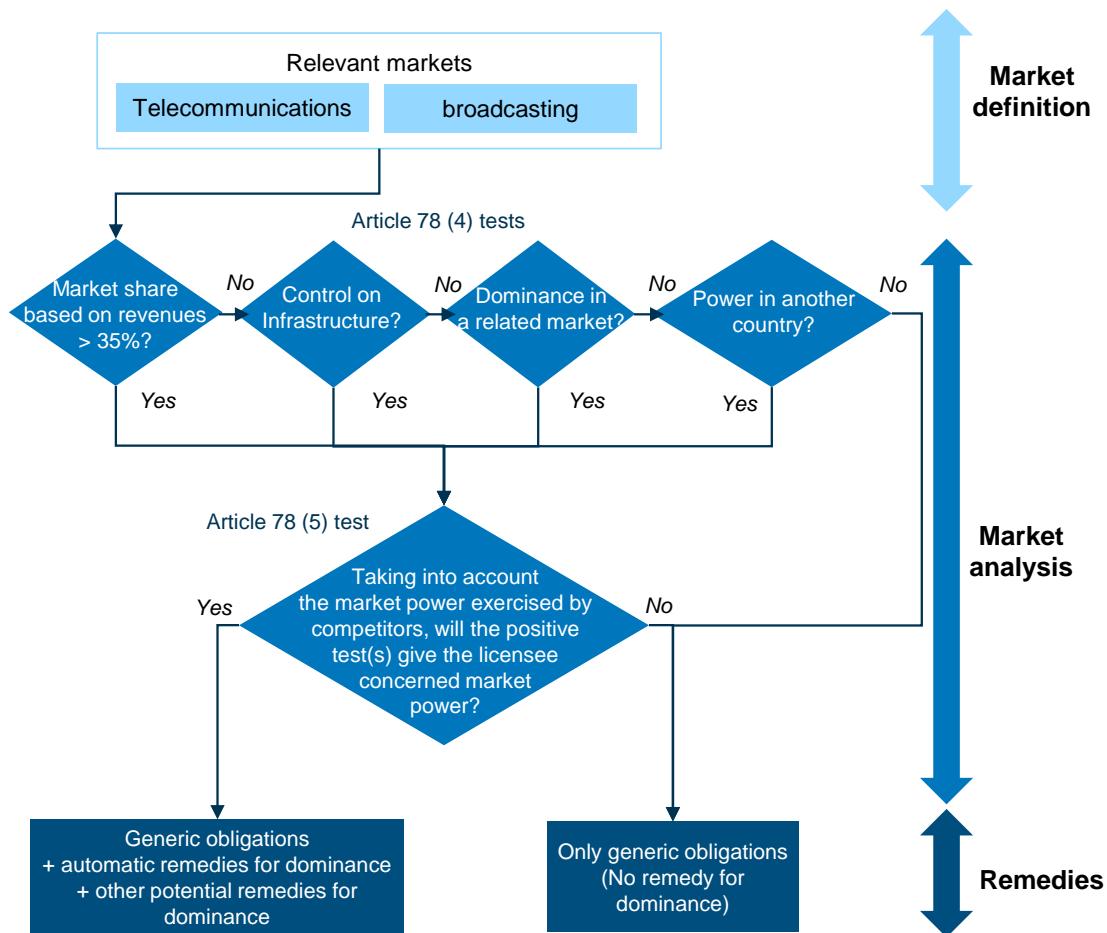 Relevant markets
Telecommunications
broadcasting
Market
definition
Article 78 (4) tests
Market share
based on revenues
> 35%?
No
Control on
Infrastructure?
No
Dominance in
a related market?
No
Power in another
country?
No
Yes
Yes
Yes
Yes
Article 78 (5) test
Taking into account
the market power exercised by
competitors, will the positive
test(s) give the licensee
concerned market
power?
Yes
No
Market
analysis
Generic obligations
+ automatic remedies for dominance
+ other potential remedies for
dominance
Only generic obligations
(No remedy for
dominance)
Remedies